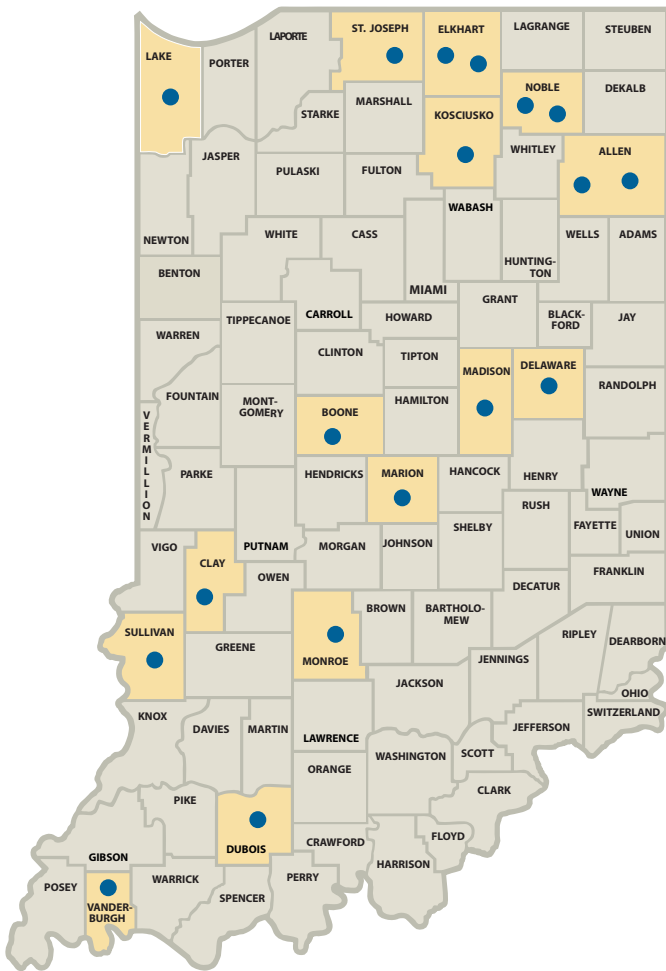 LAKE
PORTER
LAPORTE
ST. JOSEPH
ELKHART
LAGRANGE
STEUBEN
NOBLE
DEKALB
MARSHALL
STARKE
KOSCIUSKO
WHITLEY
ALLEN
JASPER
PULASKI
FULTON
WABASH
NEWTON
WHITE
CASS
MIAMI
HUNTING-
TON
WELLS
ADAMS
BENTON
CARROLL
GRANT
TIPPECANOE
HOWARD
BLACK-
FORD
JAY
WARREN
CLINTON
TIPTON
MADISON
DELAWARE
RANDOLPH
FOUNTAIN
MONT-
GOMERY
BOONE
HAMILTON
VERMILLION
PARKE
HENDRICKS
MARION
HANCOCK
HENRY
WAYNE
RUSH
FAYETTE
UNION
VIGO
CLAY
PUTNAM
MORGAN
JOHNSON
SHELBY
OWEN
DECATUR
FRANKLIN
SULLIVAN
GREENE
MONROE
BROWN
BARTHOLO-
MEW
RIPLEY
DEARBORN
JENNINGS
JACKSON
OHIO
SWITZERLAND
KNOX
DAVIES
MARTIN
LAWRENCE
WASHINGTON
SCOTT
JEFFERSON
ORANGE
CLARK
PIKE
DUBOIS
CRAWFORD
FLOYD
HARRISON
GIBSON
POSEY
VANDER-
BURGH
WARRICK
SPENCER
PERRY